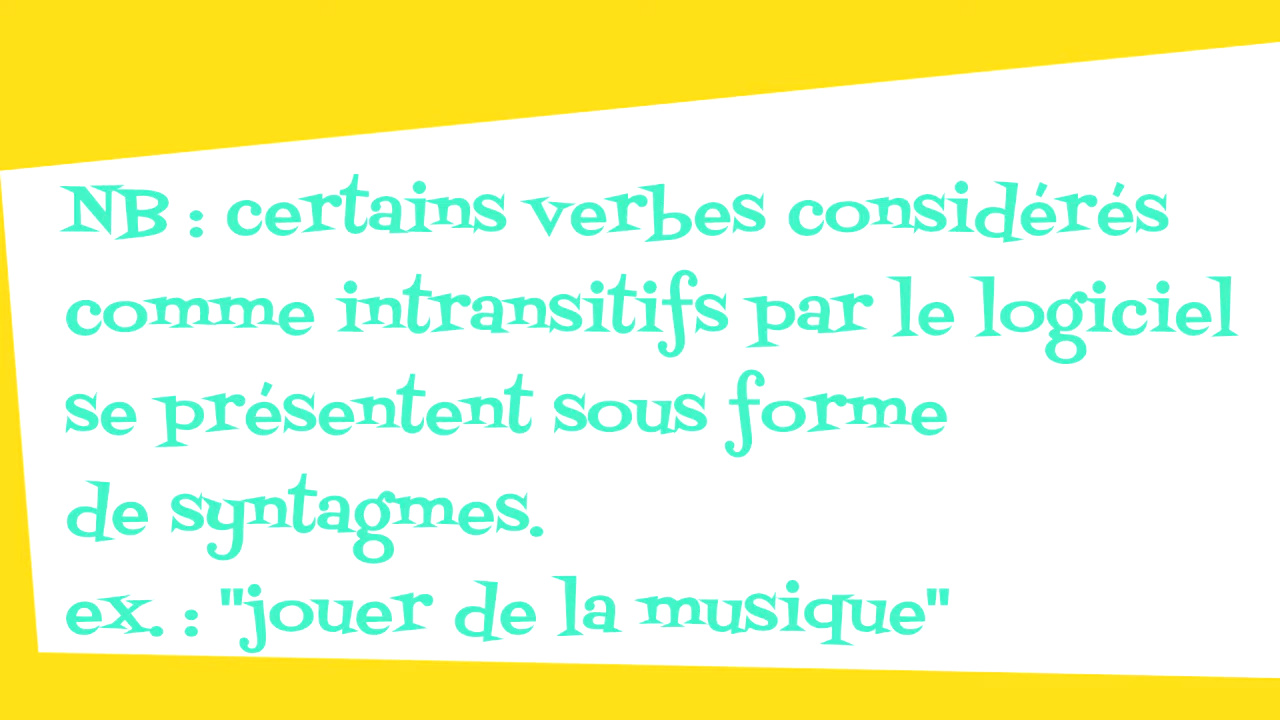 NB : certains verbes considérés
comme intransitifs par le logiciel
se présentent sous forme
de syntagmes.
ex. : "jouer de la musique"